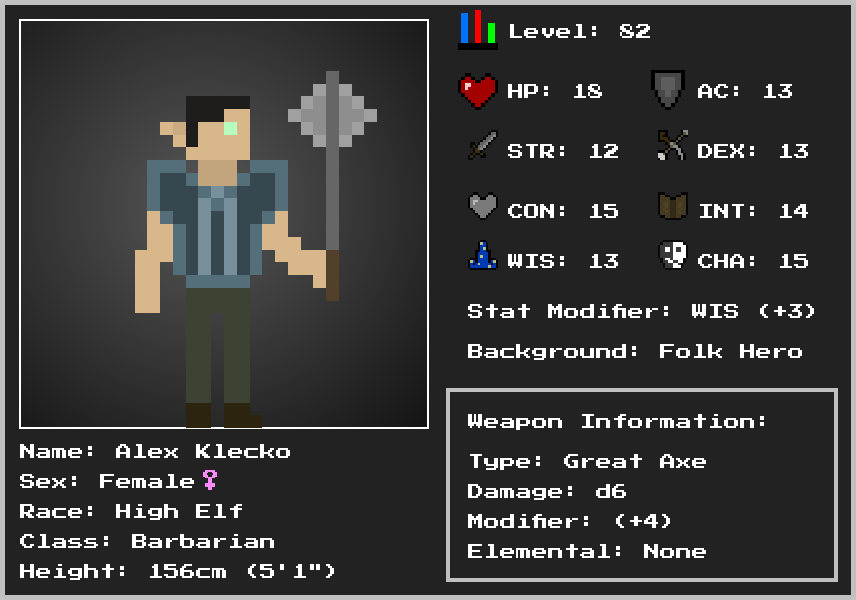 Level: 82
HP: 18
AC: 13
STR: 12
DEX: 13
CON: 15
INT: 14
WIS: 13
CHA: 15
Stat Modifier: WIS (+3)
Background: Folk Hero
Weapon Information:
Type: Great Axe
Damage: d6
Modifier: (+4)
Elemental: None
Name: Alex Klecko
Sex: Female♀
Race: High Elf
Class: Barbarian
Height: 156cm (5'1")